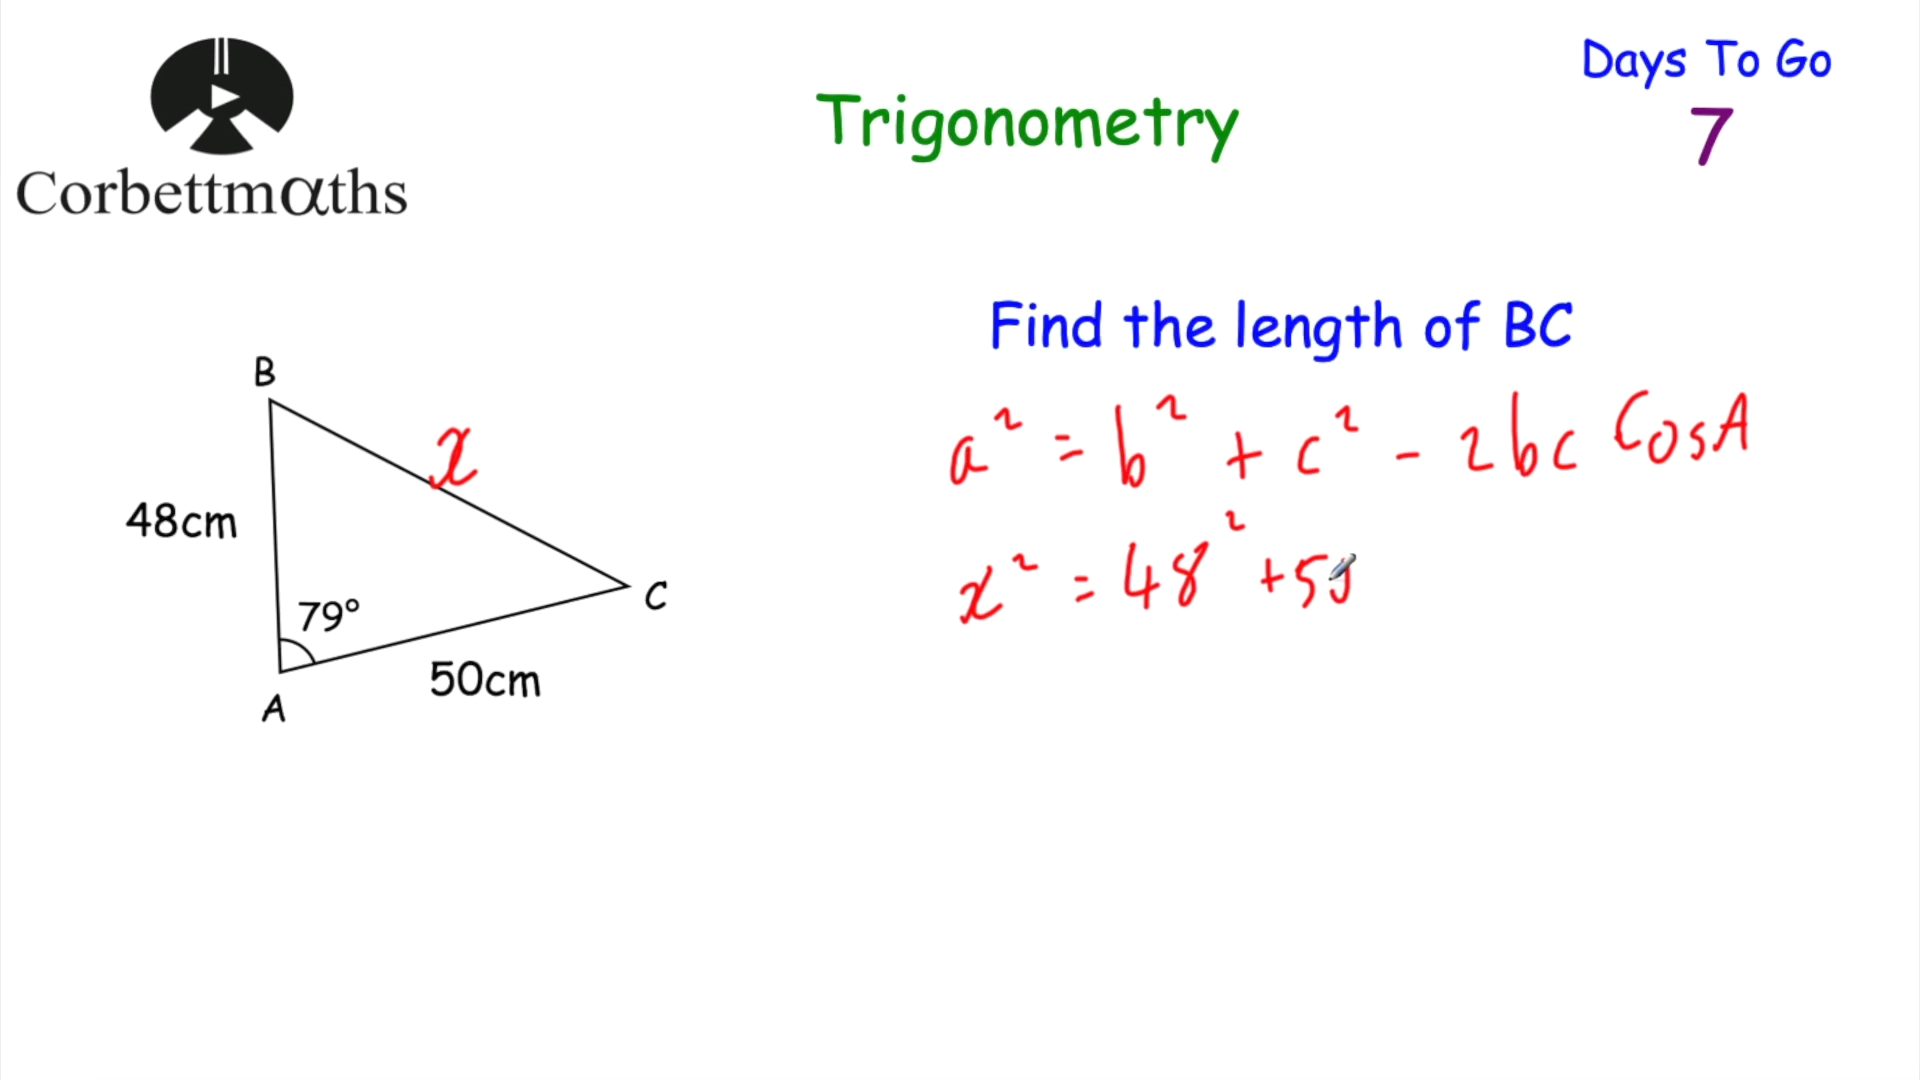 Corbettmαths
Trigonometry
Days To Go
7
Find the length of BC
B
x
48cm
79°
C
50cm
A
a² = b² + c² - 2bc CosA
x² = 48² + 5